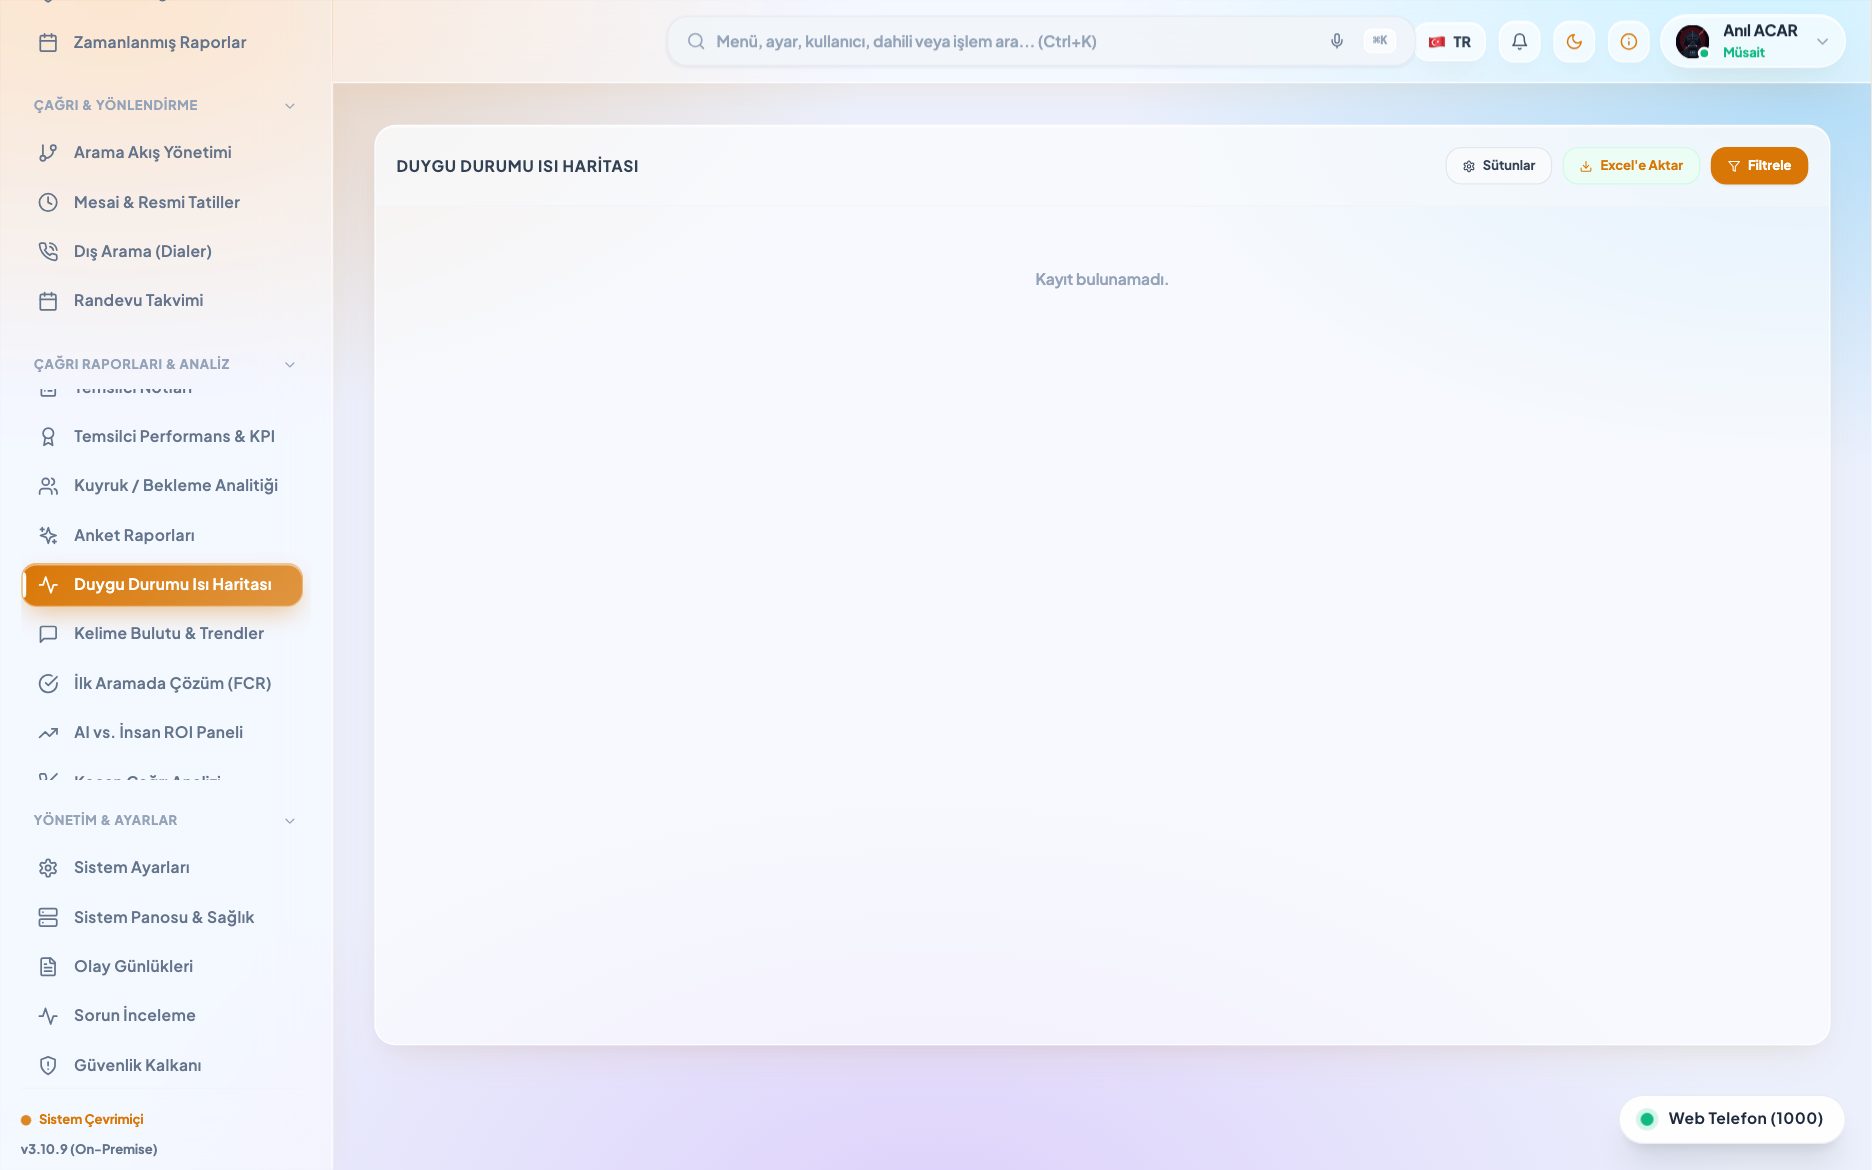 Zamanlanmış Raporlar
ÇAĞRI & YÖNLENDİRME
Arama Akış Yönetimi
Mesai & Resmi Tatiller
Dış Arama (Dialer)
Randevu Takvimi
ÇAĞRI RAPORLARI & ANALİZ
Temsilci Notları
Temsilci Performans & KPI
Kuyruk / Bekleme Analitiği
Anket Raporları
Duygu Durumu Isı Haritası
Kelime Bulutu & Trendler
İlk Aramada Çözüm (FCR)
AI vs. İnsan ROI Paneli
YÖNETİM & AYARLAR
Sistem Ayarları
Sistem Panosu & Sağlık
Olay Günlükleri
Sorun İnceleme
Güvenlik Kalkanı
Sistem Çevrimiçi
v3.10.9 (On-Premise)
Menü, ayar, kullanıcı, dahili veya işlem ara... (Ctrl+K)
⌘K
TR
Anıl ACAR
Müsait
DUYGU DURUMU ISI HARİTASI
Sütunlar
Excel'e Aktar
Filtrele
Kayıt bulunamadı.
Web Telefon (1000)